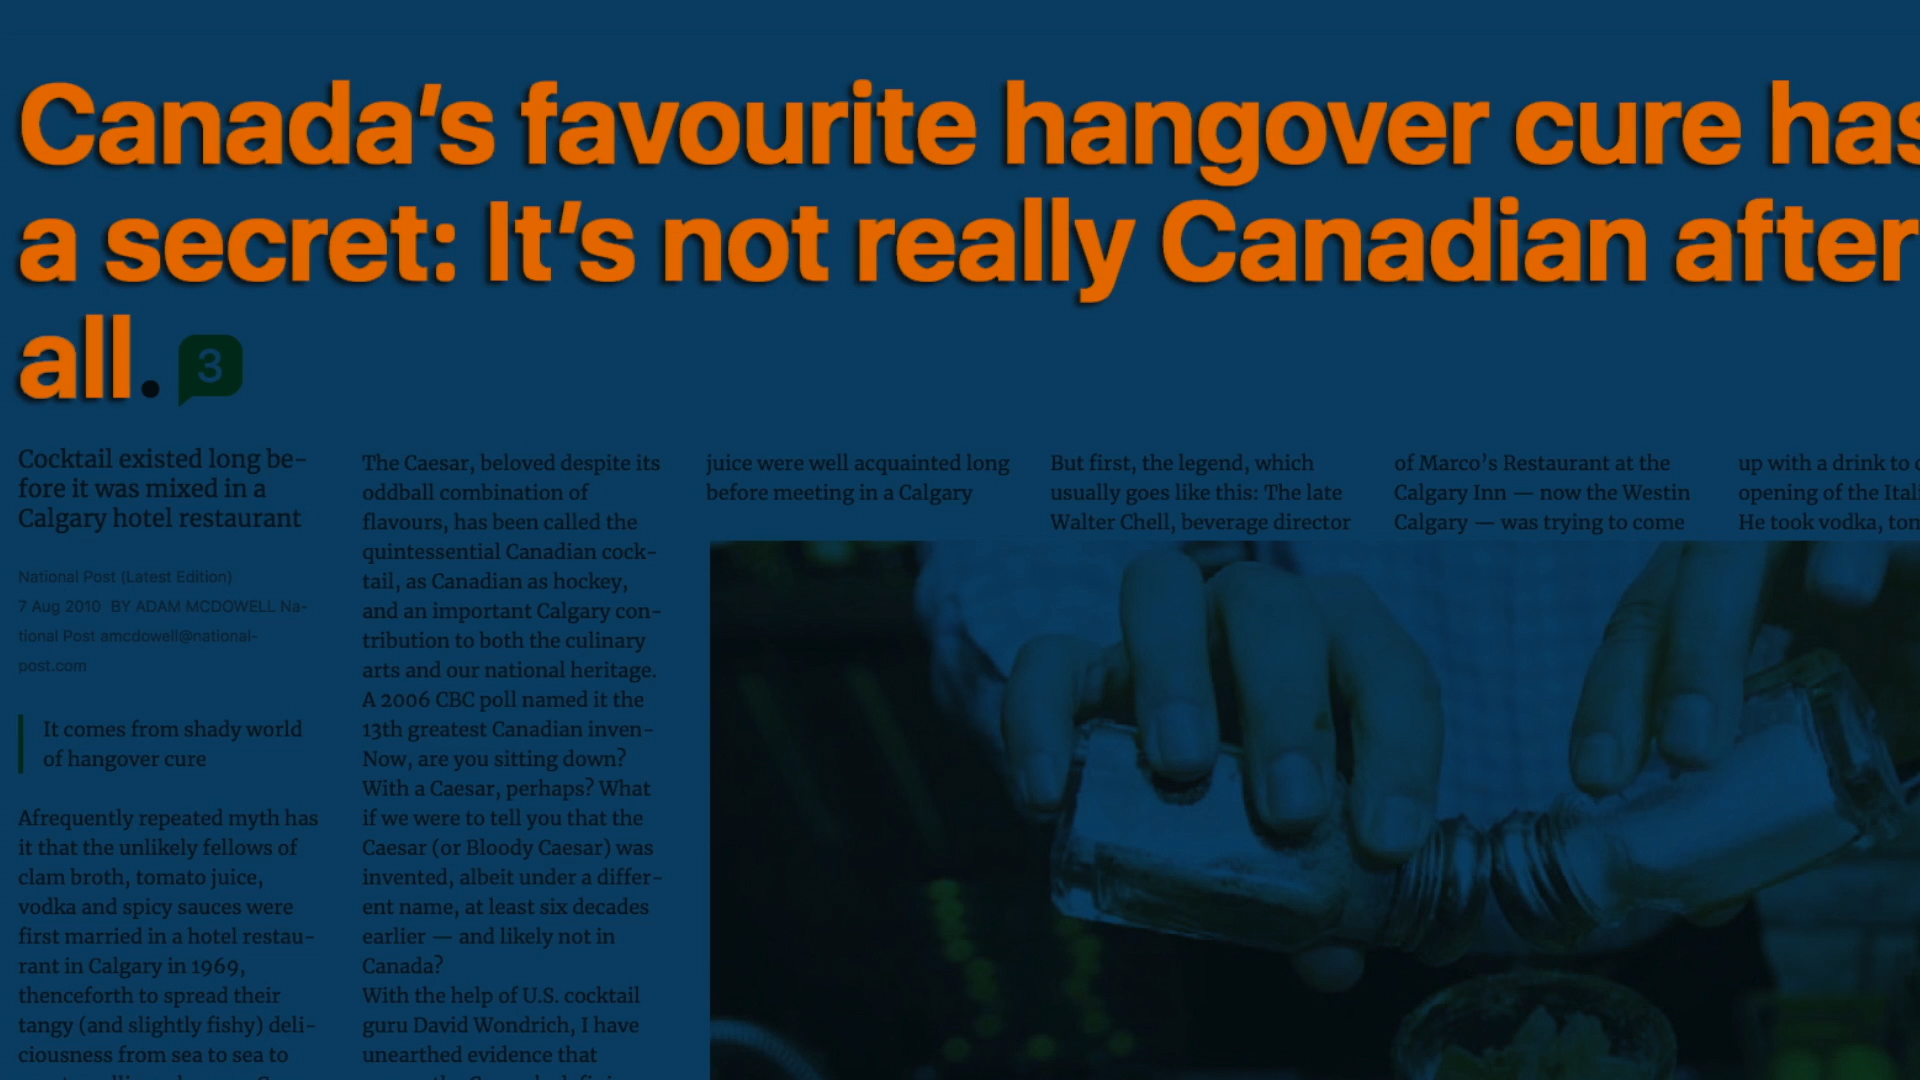 Canada's favourite hangover cure has
a secret: It's not really Canadian after
all. 3
Cocktail existed long be-
fore it was mixed in a
Calgary hotel restaurant
National Post (Latest Edition)
7 Aug 2010 BY ADAM MCDOWELL Na-
tional Post amcdowell@national-
post.com
It comes from shady world
of hangover cure
Afrequently repeated myth has
it that the unlikely fellows of
clam broth, tomato juice,
vodka and spicy sauces were
first married in a hotel restau-
rant in Calgary in 1969,
thenceforth to spread their
tangy (and slightly fishy) deli-
ciousness from sea to sea to
The Caesar, beloved despite its
oddball combination of
flavours, has been called the
quintessential Canadian cock-
tail, as Canadian as hockey,
and an important Calgary con-
tribution to both the culinary
arts and our national heritage.
A 2006 CBC poll named it the
13th greatest Canadian inven-
Now, are you sitting down?
With a Caesar, perhaps? What
if we were to tell you that the
Caesar (or Bloody Caesar) was
invented, albeit under a differ-
ent name, at least six decades
earlier — and likely not in
Canada?
With the help of U.S. cocktail
guru David Wondrich, I have
unearthed evidence that
juice were well acquainted long
before meeting in a Calgary
But first, the legend, which
usually goes like this: The late
Walter Chell, beverage director
of Marco's Restaurant at the
Calgary Inn — now the Westin
Calgary — was trying to come
up with a drink to
opening of the
He took vodka,